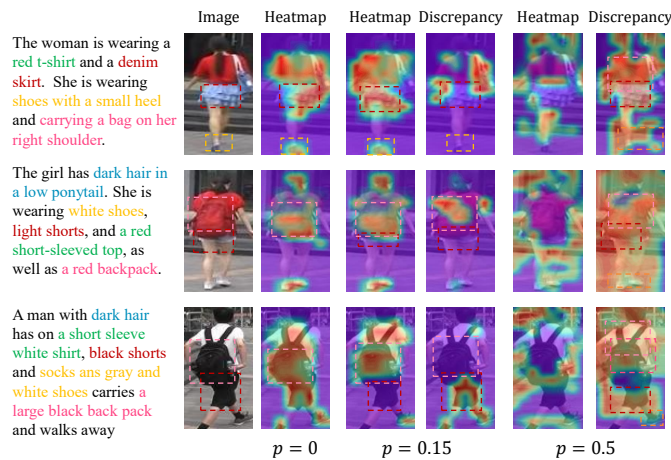 Image Heatmap Heatmap Discrepancy Heatmap Discrepancy
The woman is wearing a
red t-shirt and a denim
skirt. She is wearing
shoes with a small heel
and carrying a bag on her
right shoulder.
The girl has dark hair in
a low ponytail. She is
wearing white shoes,
light shorts, and a red
short-sleeved top, as
well as a red backpack.
A man with dark hair
has on a short sleeve
white shirt, black shorts
and socks ans gray and
white shoes carries a
large black back pack
and walks away
p = 0 p = 0.15 p = 0.5